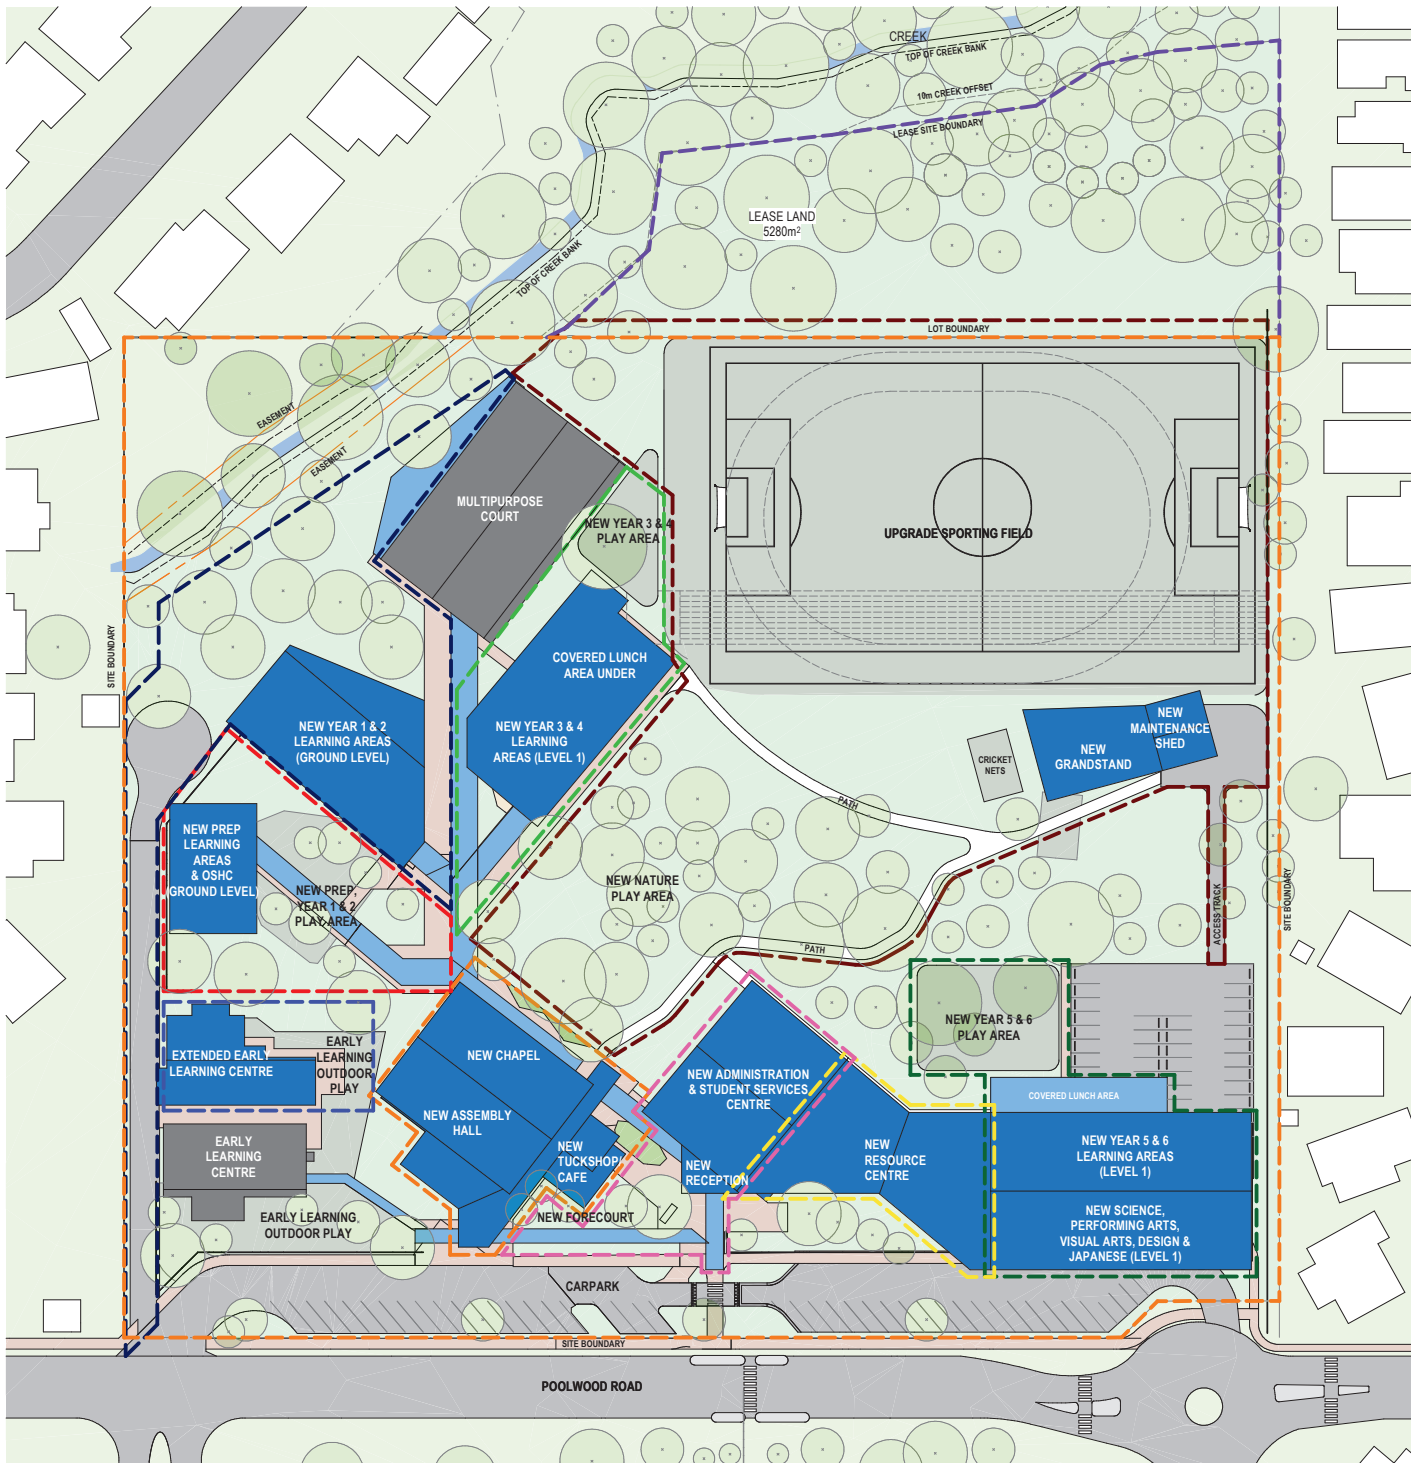 CREEK
TOP OF CREEK BANK
10m CREEK OFFSET
LEASE SITE BOUNDARY
LEASE LAND
5280m²
TOP OF CREEK BANK
LOT BOUNDARY
EASEMENT
EASEMENT
MULTIPURPOSE
COURT
NEW YEAR 3 & 4
PLAY AREA
UPGRADE SPORTING FIELD
SITE BOUNDARY
COVERED LUNCH
AREA UNDER
NEW YEAR 1 & 2
LEARNING AREAS
(GROUND LEVEL)
NEW YEAR 3 & 4
LEARNING
AREAS (LEVEL 1)
NEW
MAINTENANCE
SHED
NEW
GRANDSTAND
CRICKET
NETS
PATH
NEW PREP
LEARNING
AREAS
& OSHC
(GROUND LEVEL)
NEW PREP,
YEAR 1 & 2
PLAY AREA
NEW NATURE
PLAY AREA
ACCESS TRACK
SITE BOUNDARY
PATH
NEW YEAR 5 & 6
PLAY AREA
EXTENDED EARLY
LEARNING CENTRE
EARLY
LEARNING
OUTDOOR
PLAY
NEW CHAPEL
NEW ADMINISTRATION
& STUDENT SERVICES
CENTRE
COVERED LUNCH AREA
NEW ASSEMBLY
HALL
EARLY
LEARNING
CENTRE
NEW
TUCKSHOP/
CAFE
NEW
RECEPTION
NEW
RESOURCE
CENTRE
NEW YEAR 5 & 6
LEARNING AREAS
(LEVEL 1)
EARLY LEARNING
OUTDOOR PLAY
NEW FORECOURT
NEW SCIENCE,
PERFORMING ARTS,
VISUAL ARTS, DESIGN &
JAPANESE (LEVEL 1)
CARPARK
SITE BOUNDARY
POOLWOOD ROAD